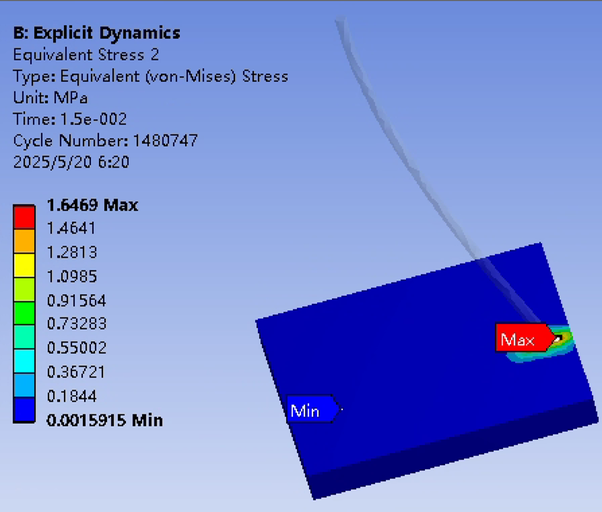 B: Explicit Dynamics
Equivalent Stress 2
Type: Equivalent (von-Mises) Stress
Unit: MPa
Time: 1.5e-002
Cycle Number: 1480747
2025/5/20 6:20
1.6469 Max
1.4641
1.2813
1.0985
0.91564
0.73283
0.55002
0.36721
0.1844
0.0015915 Min
Max
Min